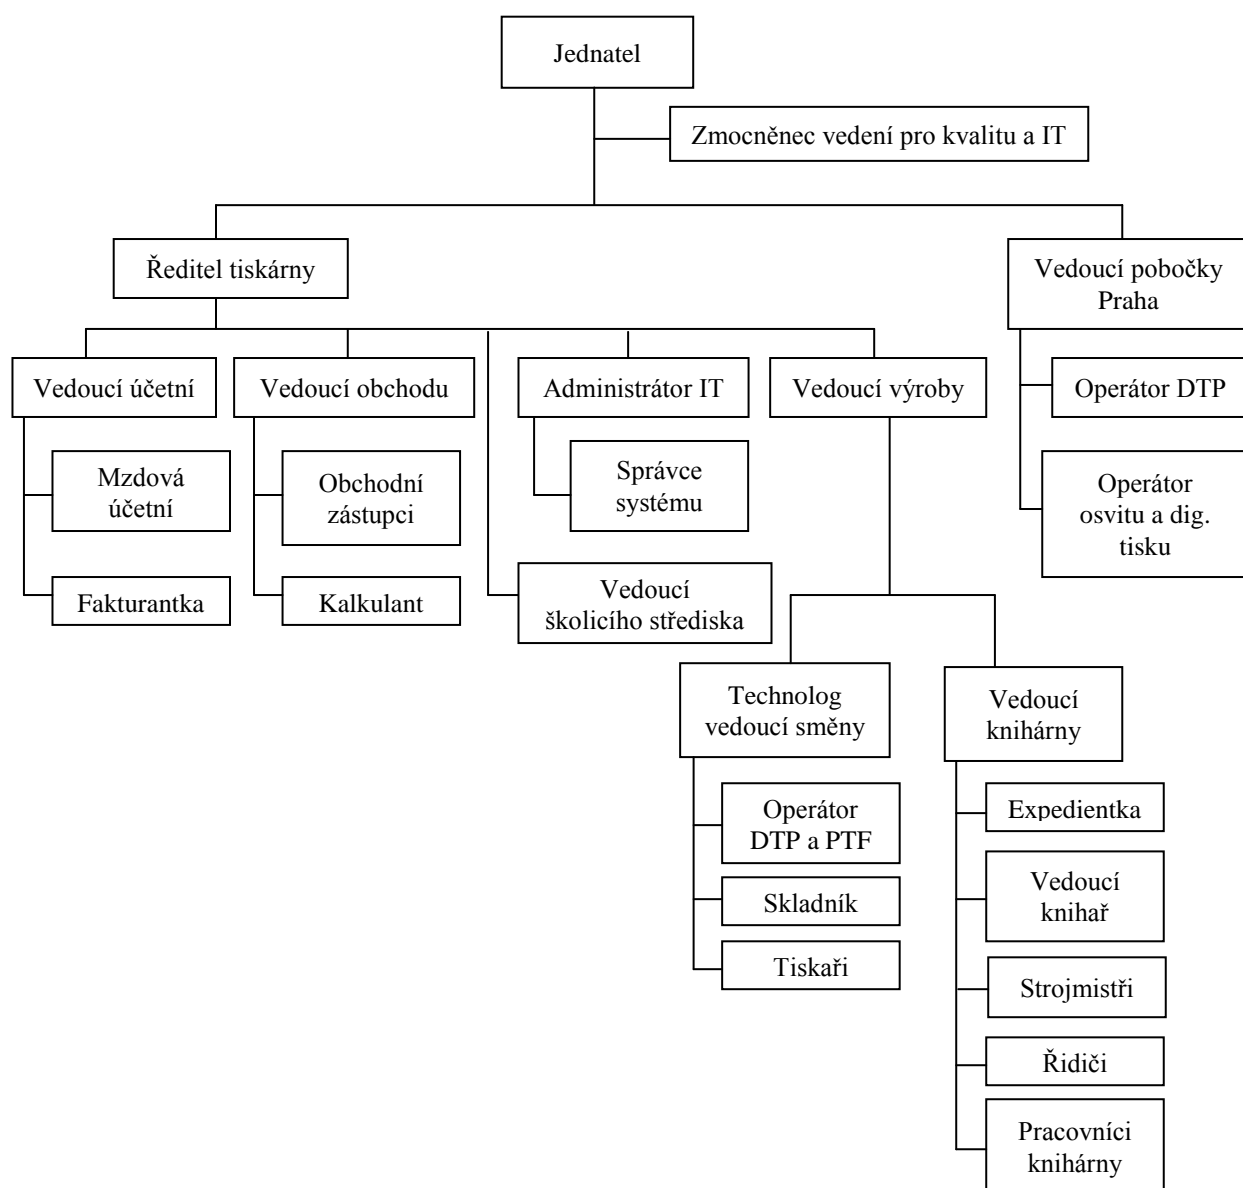 Jednatel
Zmocněnec vedení pro kvalitu a IT
Ředitel tiskárny
Vedoucí pobočky
Praha
Vedoucí účetní
Vedoucí obchodu
Administrátor IT
Vedoucí výroby
Operátor DTP
Mzdová
účetní
Obchodní
zástupci
Správce
systému
Operátor
osvitu a dig.
tisku
Fakturantka
Kalkulant
Vedoucí
školicího střediska
Technolog
vedoucí směny
Vedoucí
knihárny
Operátor
DTP a PTF
Skladník
Tiskaři
Expedientka
Vedoucí
knihař
Strojmistři
Řidiči
Pracovníci
knihárny